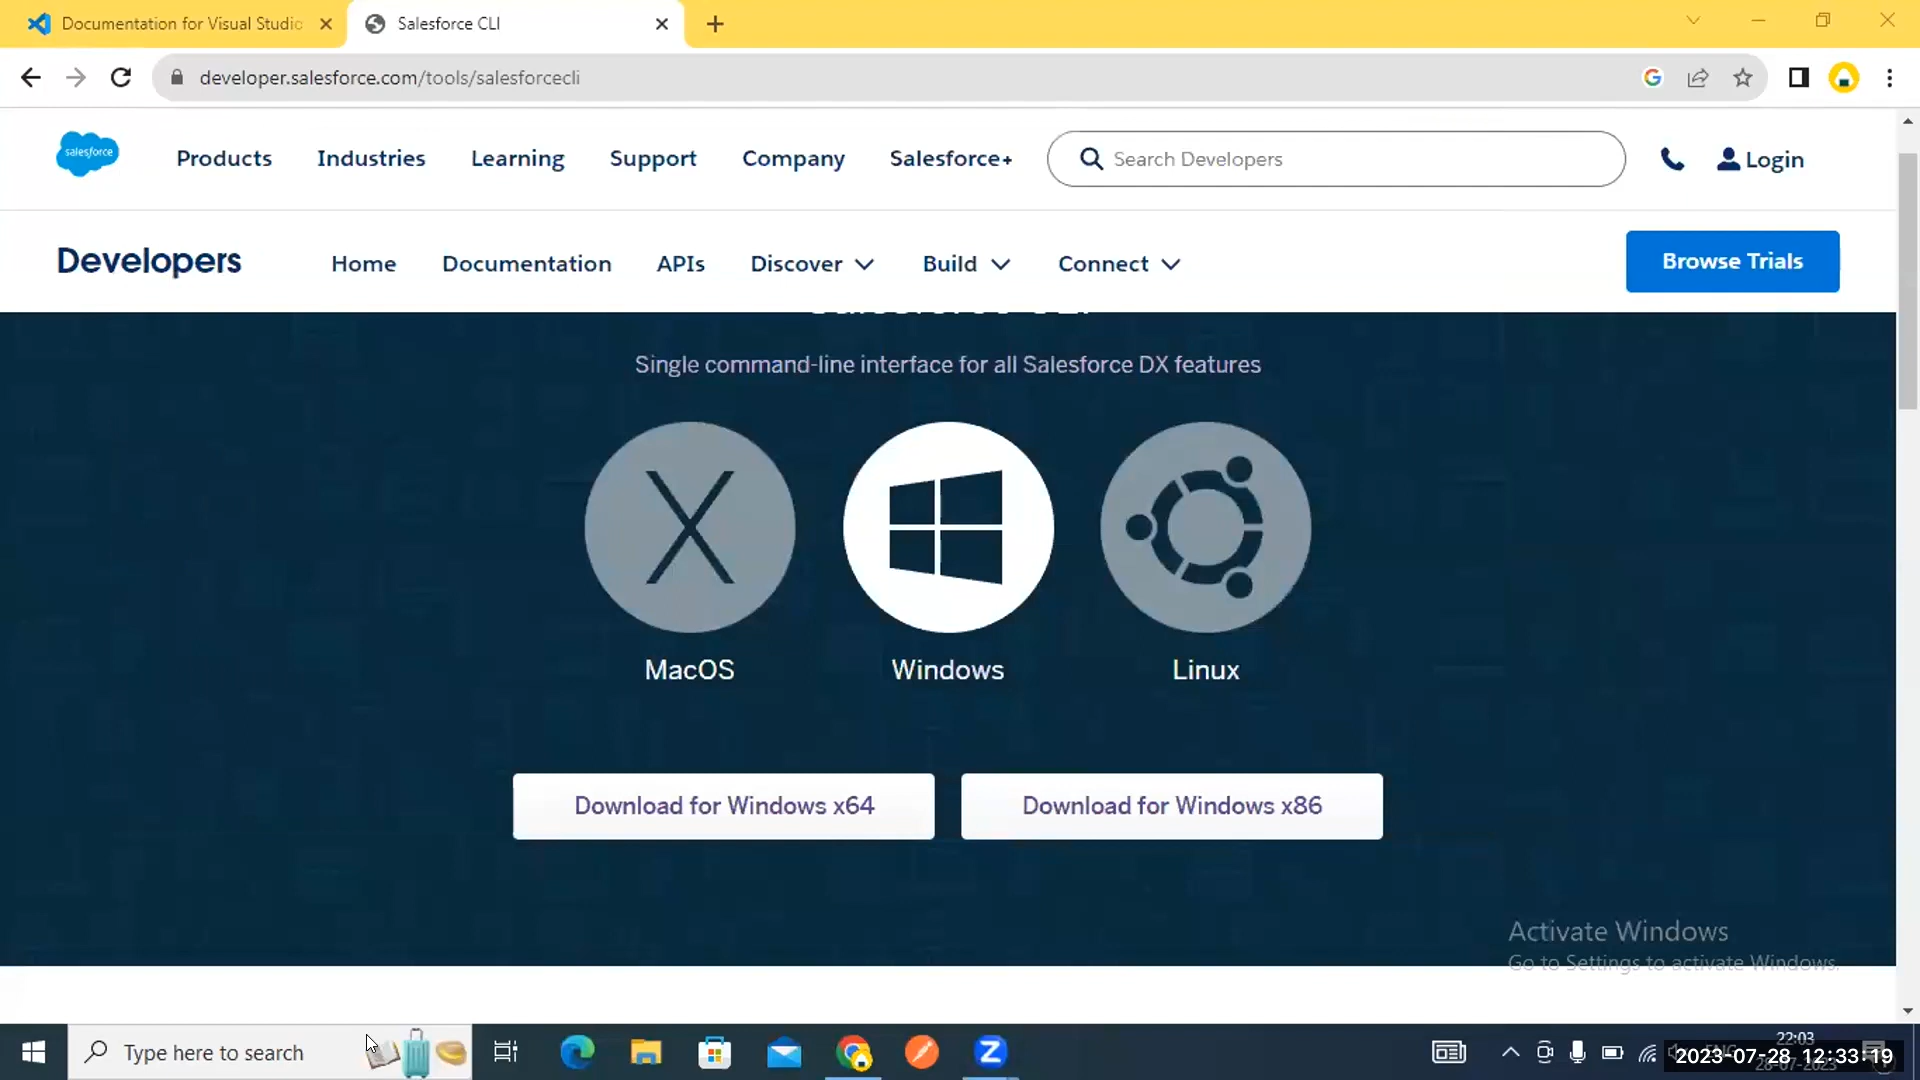 Documentation for Visual Studio
Salesforce CLI
developer.salesforce.com/tools/salesforcecli
salesforce
Products
Industries
Learning
Support
Company
Salesforce+
Search Developers
Login
Developers
Home
Documentation
APIs
Discover
Build
Connect
Browse Trials
Single command-line interface for all Salesforce DX features
MacOS
Windows
Linux
Download for Windows x64
Download for Windows x86
Activate Windows
Go to Settings to activate Windows.
Type here to search
22:03
2023-07-28 12:33:19
28-07-2023